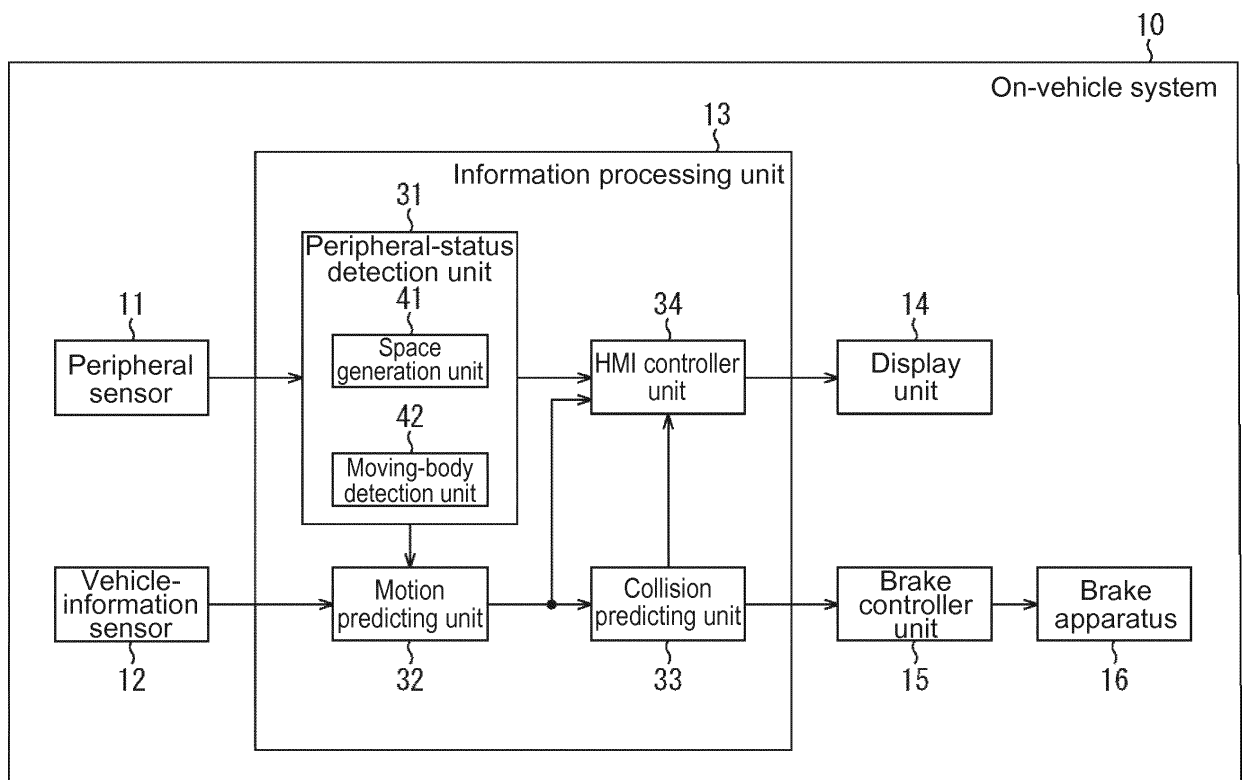 10
On-vehicle system
13
Information processing unit
31
Peripheral-status
detection unit
41
Space
generation unit
42
Moving-body
detection unit
11
Peripheral
sensor
34
HMI controller
unit
14
Display
unit
Vehicle-
information
sensor
12
Motion
predicting unit
32
Collision
predicting unit
33
Brake
controller
unit
15
Brake
apparatus
16